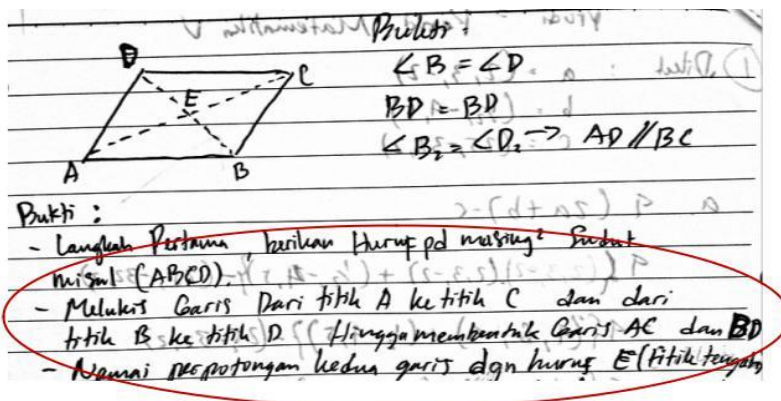 Bukti :
D
C
E
A
B
∠B = ∠D
BD = BD
∠B₂ = ∠D₂ → AD // BC
Bukti :
- Langkah Pertama, berikan Huruf pd masing² Sudut
misal (ABCD).
- Melukis Garis Dari titik A ke titik C dan dari
titik B ke titik D. Hingga membentuk Garis AC dan BD
- Namai perpotongan kedua garis dgn huruf E (titik tengah)